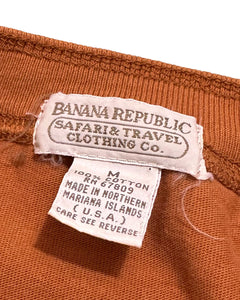 BANANA REPUBLIC
SAFARI & TRAVEL
CLOTHING Co.
M
100% COTTON
RN 67809
MADE IN NORTHERN
MARIANA ISLANDS
(U.S.A.)
CARE SEE REVERSE